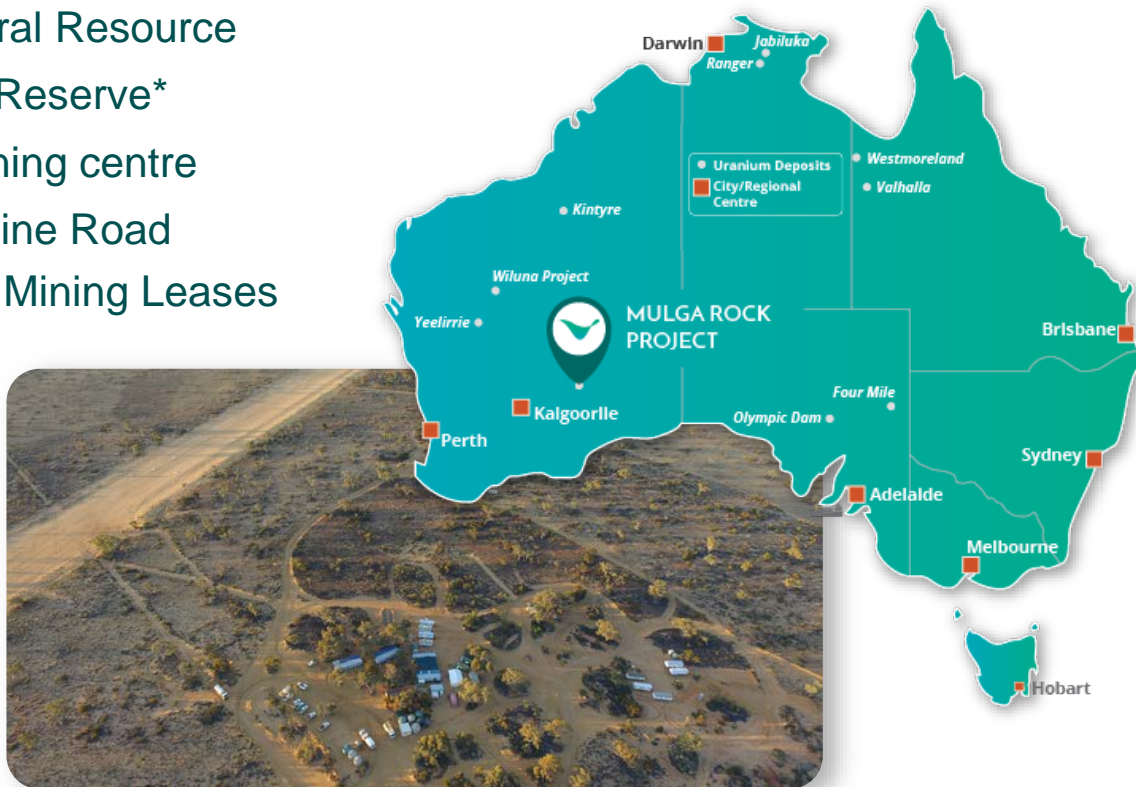 ral Resource
Reserve*
ning centre
ine Road
Mining Leases
Darwin
Jabiluka
Ranger
Uranium Deposits
City/Regional
Centre
Westmoreland
Valhalla
Kintyre
Wiluna Project
Yeelirrie
MULGA ROCK
PROJECT
Brisbane
Four Mile
Olympic Dam
Kalgoorlie
Perth
Sydney
Adelaide
Melbourne
Hobart